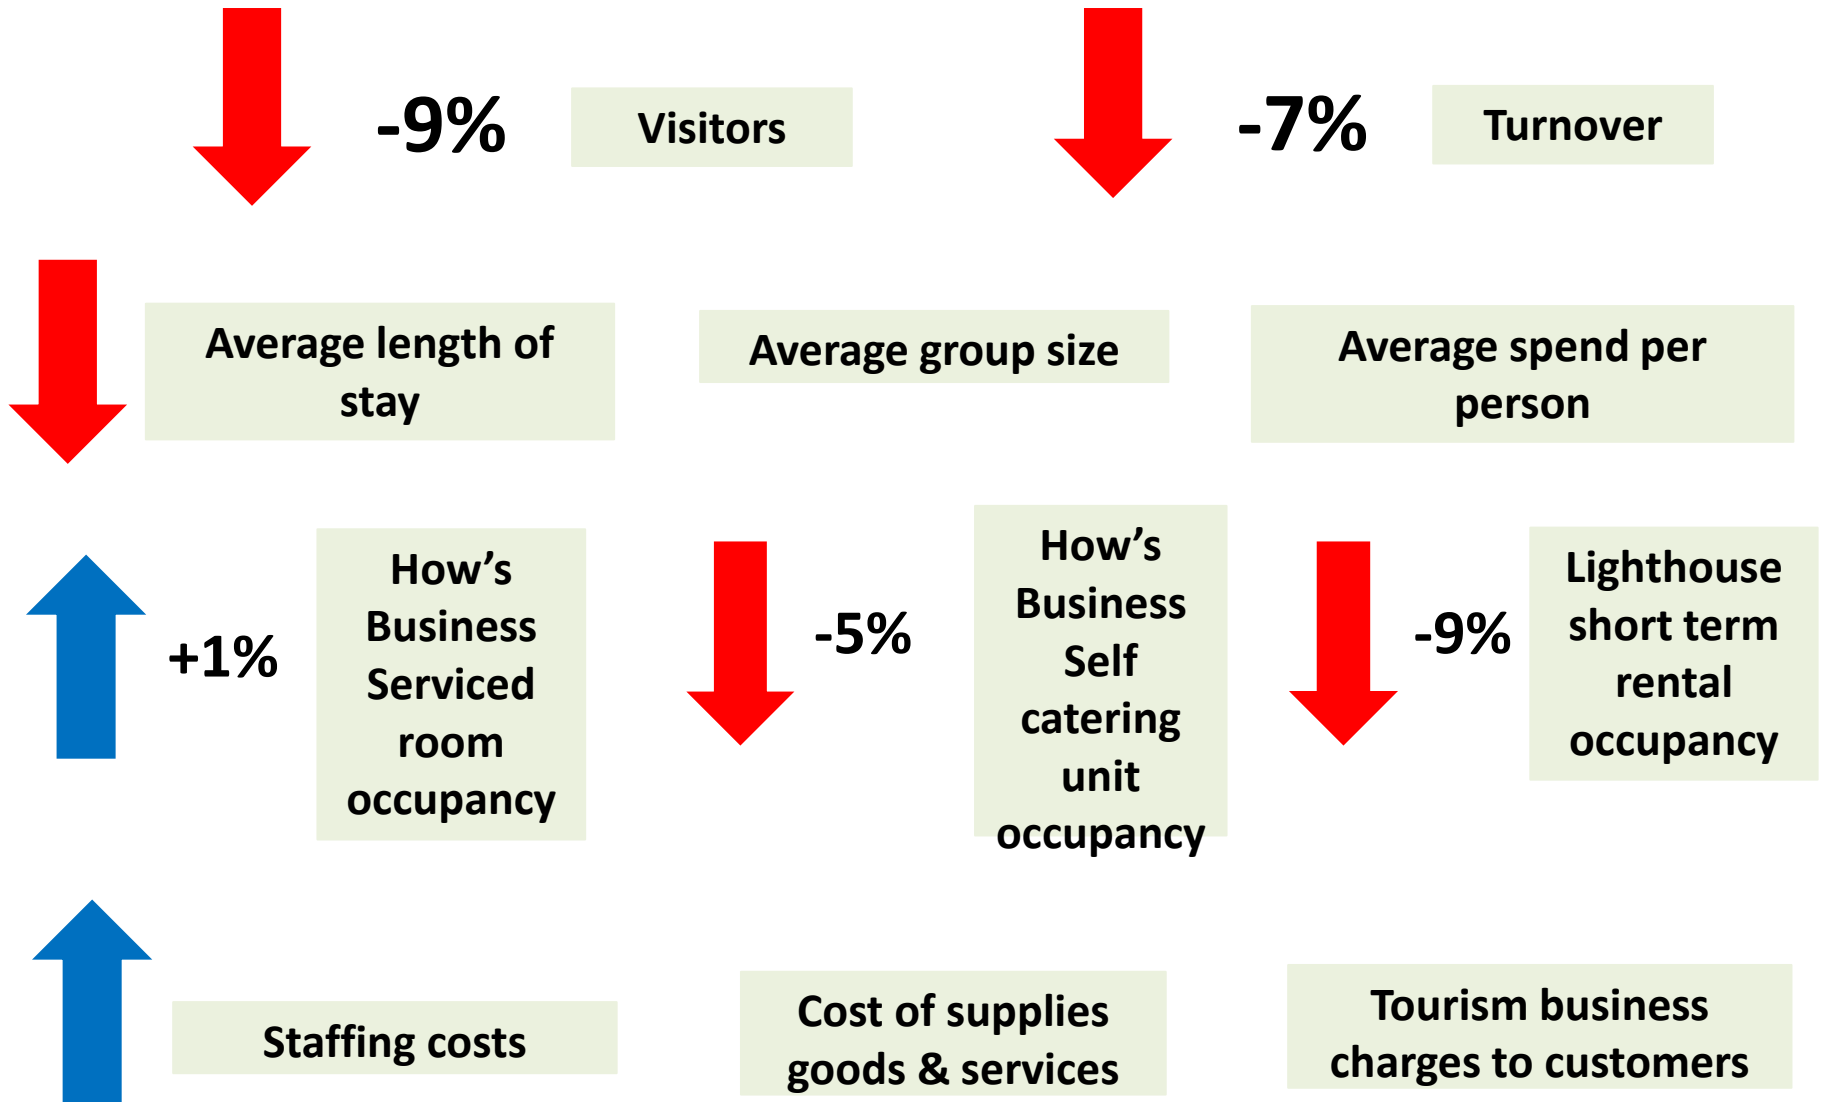 -9%
Visitors
-7%
Turnover
Average length of
stay
Average group size
Average spend per
person
+1%
How’s
Business
Serviced
room
occupancy
-5%
How’s
Business
Self
catering
unit
occupancy
-9%
Lighthouse
short term
rental
occupancy
Staffing costs
Cost of supplies
goods & services
Tourism business
charges to customers